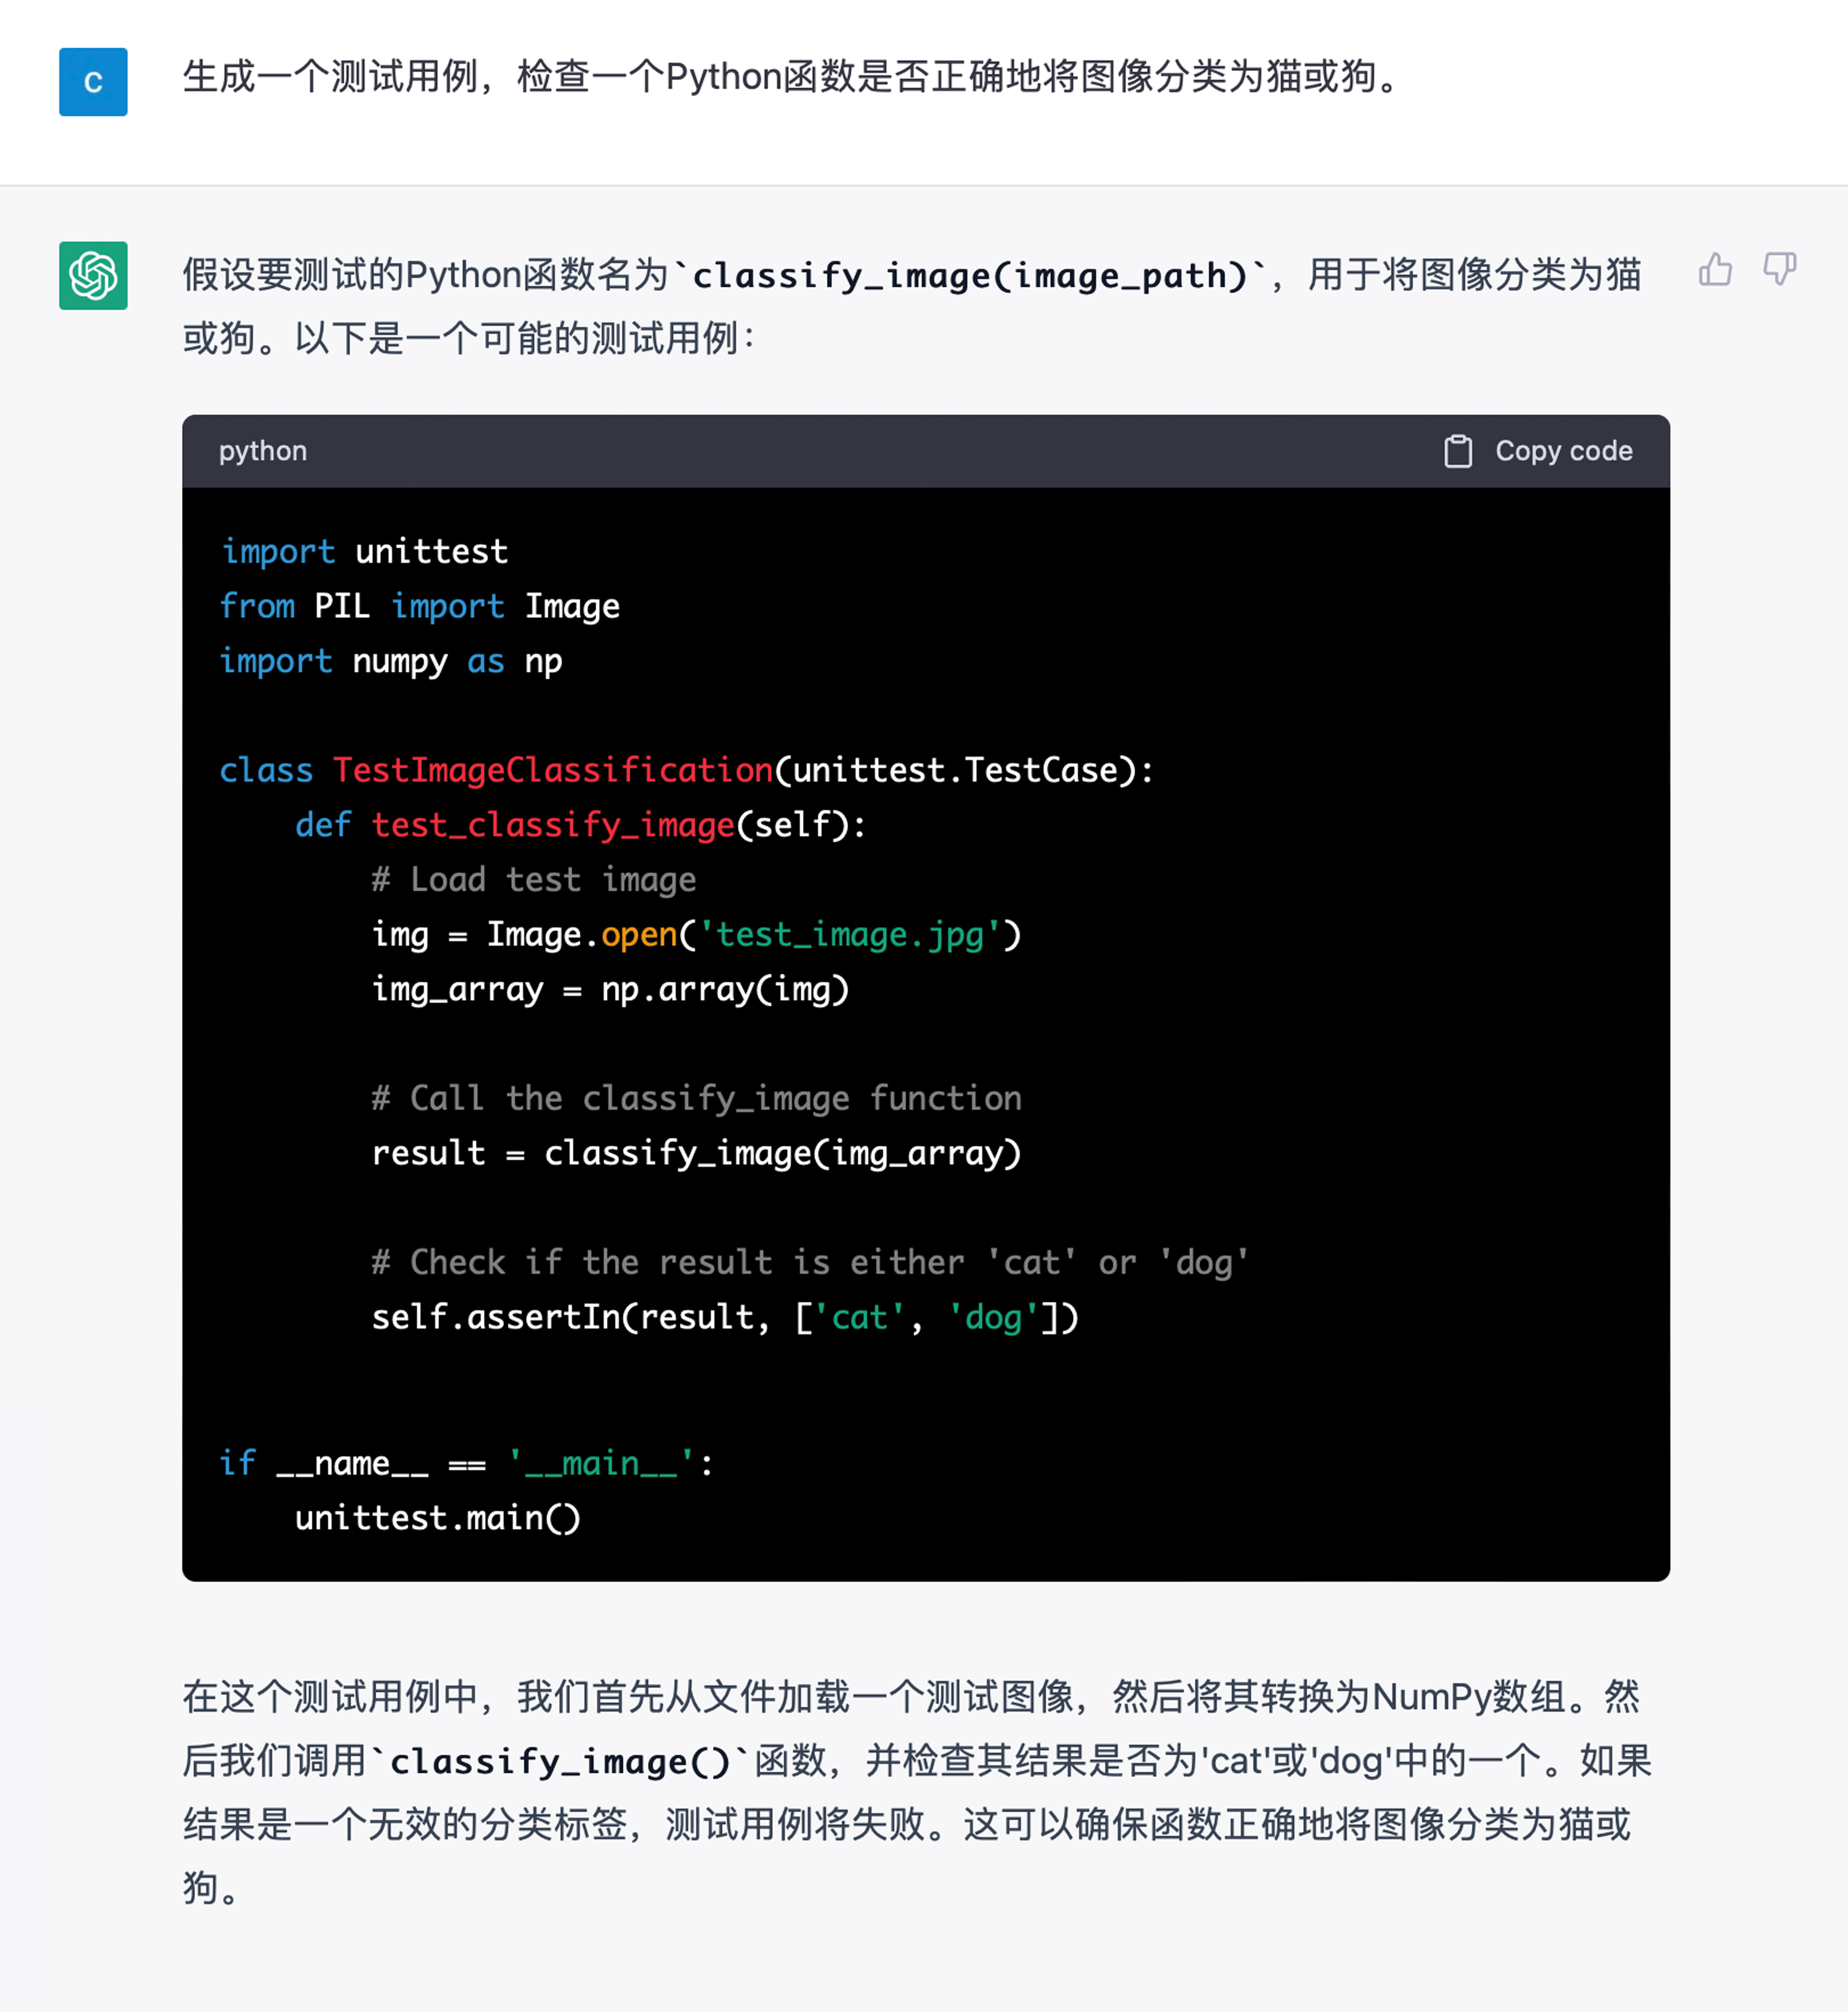 C
生成一个测试用例，检查一个Python函数是否正确地将图像分类为猫或狗。
假设要测试的Python函数名为`classify_image(image_path)`，用于将图像分类为猫
或狗。以下是一个可能的测试用例：
python
Copy code
import unittest
from PIL import Image
import numpy as np
class TestImageClassification(unittest.TestCase):
    def test_classify_image(self):
        # Load test image
        img = Image.open('test_image.jpg')
        img_array = np.array(img)
        # Call the classify_image function
        result = classify_image(img_array)
        # Check if the result is either 'cat' or 'dog'
        self.assertIn(result, ['cat', 'dog'])
if __name__ == '__main__':
    unittest.main()
在这个测试用例中，我们首先从文件加载一个测试图像，然后将其转换为NumPy数组。然
后我们调用`classify_image()`函数，并检查其结果是否为'cat'或'dog'中的一个。如果
结果是一个无效的分类标签，测试用例将失败。这可以确保函数正确地将图像分类为猫或
狗。